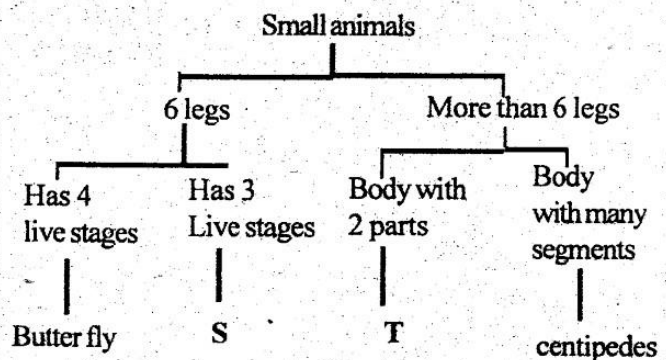 Small animals
6 legs
More than 6 legs
Has 4
live stages
Has 3
Live stages
Body with
2 parts
Body
with many
segments
Butter fly
S
T
centipedes